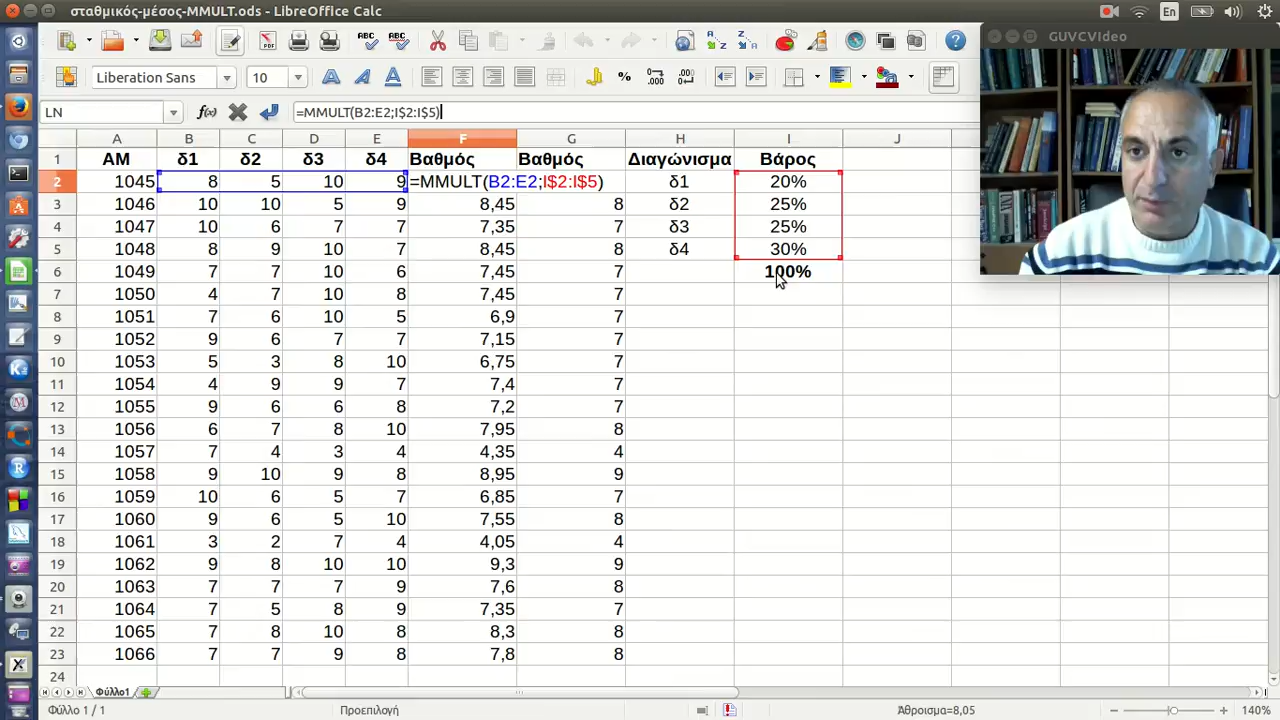 σταθμικός-μέσος-MMULT.ods - LibreOffice Calc
En
GUVCVideo
Liberation Sans 10
LN =MMULT(B2:E2;I$2:I$5)
A B C D E F G H I J
1 ΑΜ δ1 δ2 δ3 δ4 Βαθμός Βαθμός Διαγώνισμα Βάρος
2 1045 8 5 10 9 =MMULT(B2:E2;I$2:I$5) δ1 20%
3 1046 10 10 5 9 8,45 8 δ2 25%
4 1047 10 6 7 7 7,35 7 δ3 25%
5 1048 8 9 10 7 8,45 8 δ4 30%
6 1049 7 7 10 6 7,45 7 100%
7 1050 4 7 10 8 7,45 7
8 1051 7 6 10 5 6,9 7
9 1052 9 6 7 7 7,15 7
10 1053 5 3 8 10 6,75 7
11 1054 4 9 9 7 7,4 7
12 1055 9 6 6 8 7,2 7
13 1056 6 7 8 10 7,95 8
14 1057 7 4 3 4 4,35 4
15 1058 9 10 9 8 8,95 9
16 1059 10 6 5 7 6,85 7
17 1060 9 6 5 10 7,55 8
18 1061 3 2 7 4 4,05 4
19 1062 9 8 10 10 9,3 9
20 1063 7 7 7 9 7,6 8
21 1064 7 5 8 9 7,35 7
22 1065 7 8 10 8 8,3 8
23 1066 7 7 9 8 7,8 8
24
Φύλλο1
Φύλλο 1 / 1 Προεπιλογή Άθροισμα=8,05 140%